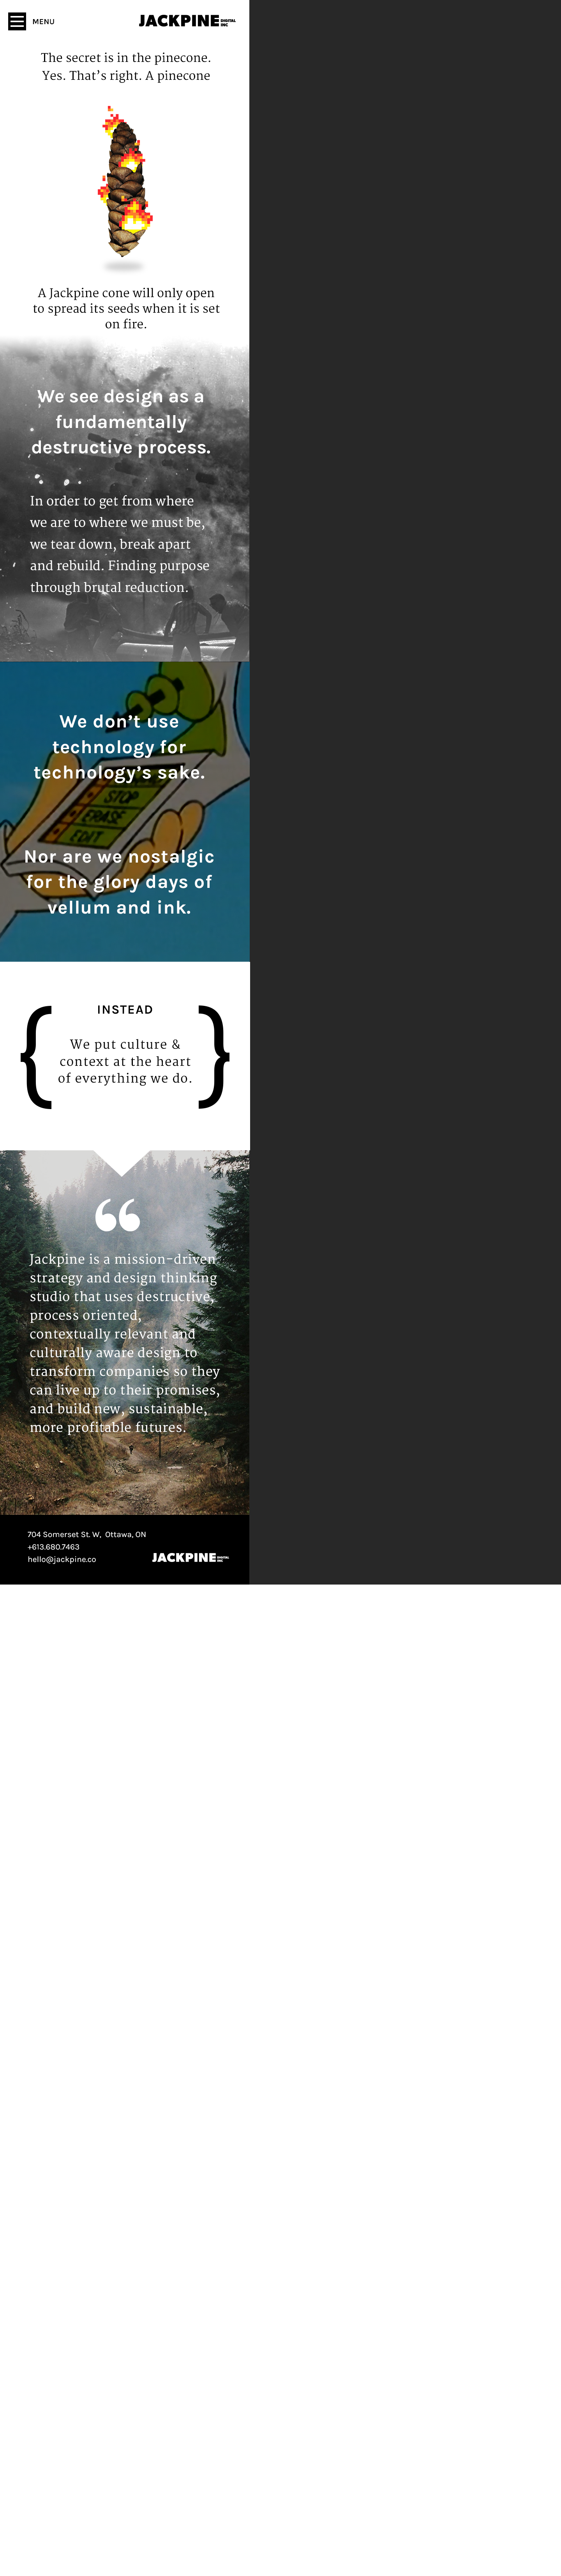 MENU
JACKPINE DIGITAL INC
The secret is in the pinecone.
Yes. That’s right. A pinecone
A Jackpine cone will only open
to spread its seeds when it is set
on fire.
We see design as a
fundamentally
destructive process.
In order to get from where
we are to where we must be,
we tear down, break apart
and rebuild. Finding purpose
through brutal reduction.
We don’t use
technology for
technology’s sake.
STOP
ERASE
EDIT
Nor are we nostalgic
for the glory days of
vellum and ink.
INSTEAD
{ We put culture &
context at the heart
of everything we do. }
“
Jackpine is a mission-driven
strategy and design thinking
studio that uses destructive,
process oriented,
contextually relevant and
culturally aware design to
transform companies so they
can live up to their promises,
and build new, sustainable,
more profitable futures.
704 Somerset St. W, Ottawa, ON
+613.680.7463
hello@jackpine.co
JACKPINE DIGITAL INC